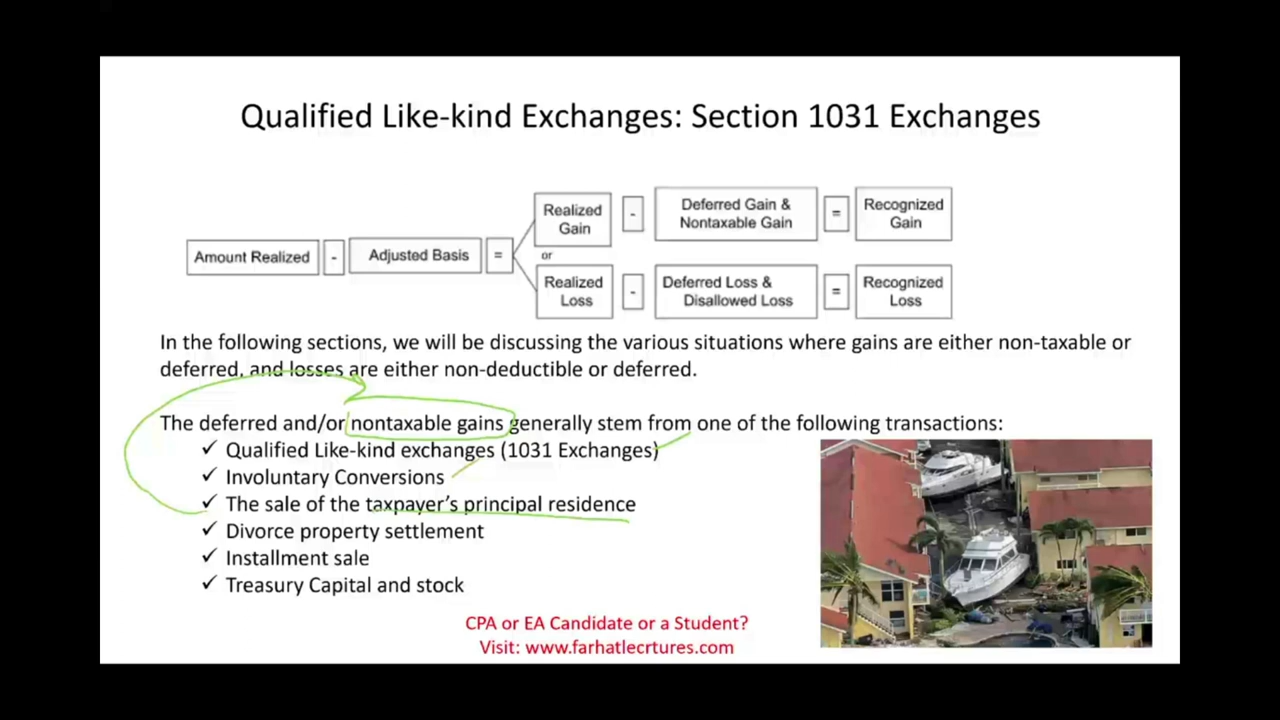 Qualified Like-kind Exchanges: Section 1031 Exchanges
Amount Realized - Adjusted Basis =
Realized Gain - Deferred Gain & Nontaxable Gain = Recognized Gain
or
Realized Loss - Deferred Loss & Disallowed Loss = Recognized Loss
In the following sections, we will be discussing the various situations where gains are either non-taxable or
deferred, and losses are either non-deductible or deferred.
The deferred and/or nontaxable gains generally stem from one of the following transactions:
✓ Qualified Like-kind exchanges (1031 Exchanges)
✓ Involuntary Conversions
✓ The sale of the taxpayer's principal residence
✓ Divorce property settlement
✓ Installment sale
✓ Treasury Capital and stock
CPA or EA Candidate or a Student?
Visit: www.farhatlecrtures.com